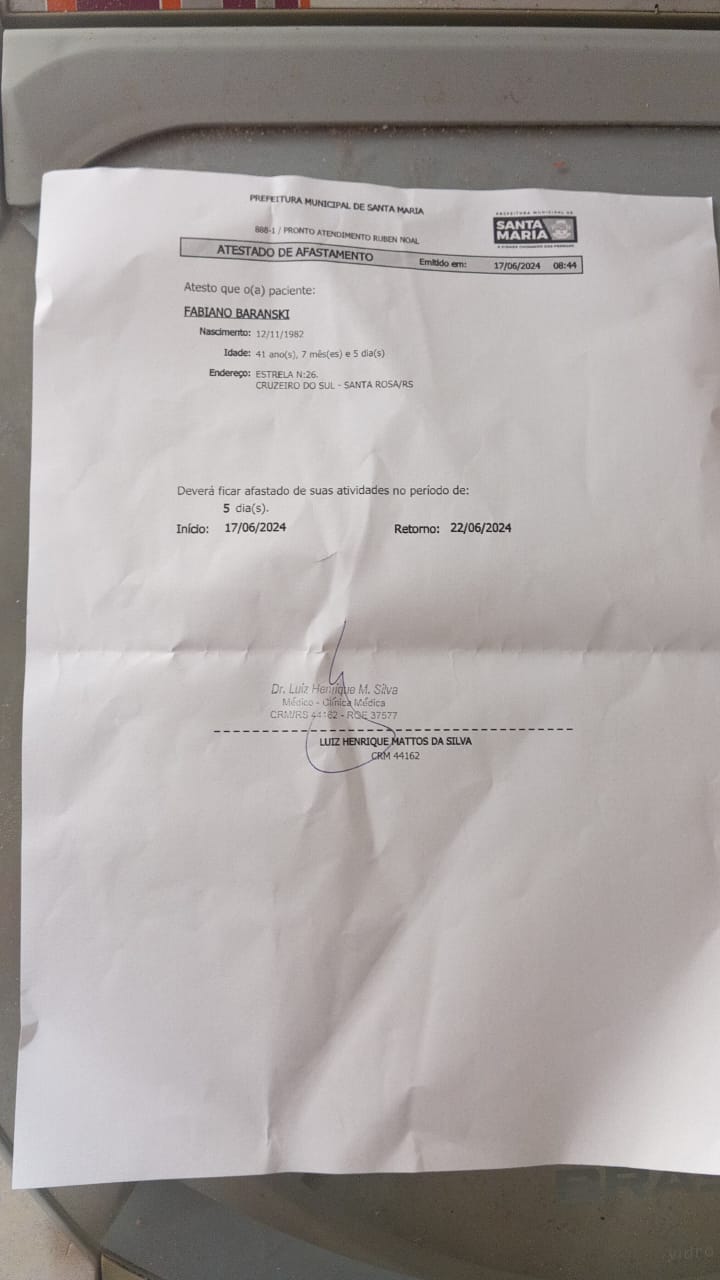 PREFEITURA MUNICIPAL DE SANTA MARIA
PREFEITURA MUNICIPAL DE
SANTA
MARIA
888-1 / PRONTO ATENDIMENTO RUBEN NOAL
ATESTADO DE AFASTAMENTO Emitido em: 17/06/2024 08:44
Atesto que o(a) paciente:
FABIANO BARANSKI
Nascimento: 12/11/1982
Idade: 41 ano(s), 7 mês(es) e 5 dia(s)
Endereço: ESTRELA N:26.
CRUZEIRO DO SUL - SANTA ROSA/RS
Deverá ficar afastado de suas atividades no período de:
5 dia(s).
Início: 17/06/2024 Retorno: 22/06/2024
Dr. Luiz Henrique M. Silva
Médico - Clínica Médica
CRM/RS 44162 - RQE 37577
LUIZ HENRIQUE MATTOS DA SILVA
CRM 44162